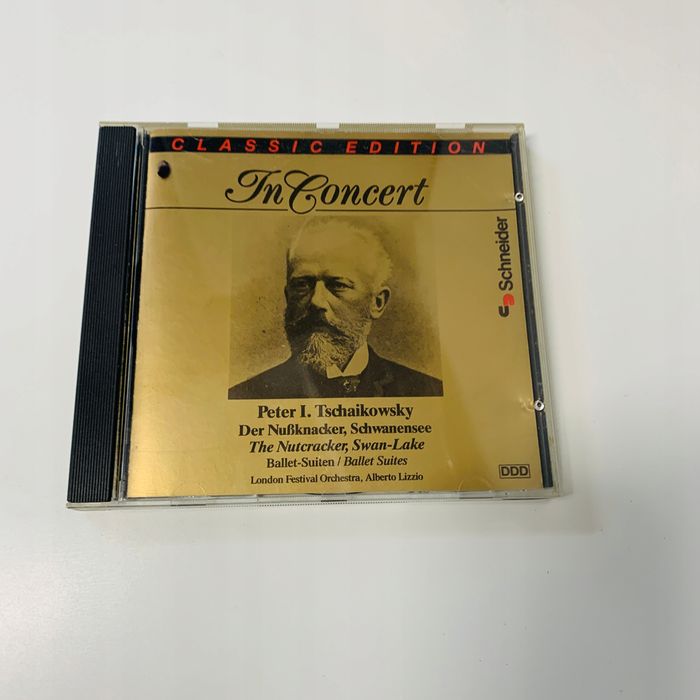 CLASSIC EDITION
In Concert
Schneider
Peter I. Tschaikowsky
Der Nußknacker, Schwanensee
The Nutcracker, Swan-Lake
Ballet-Suiten / Ballet Suites
London Festival Orchestra, Alberto Lizzio
DDD